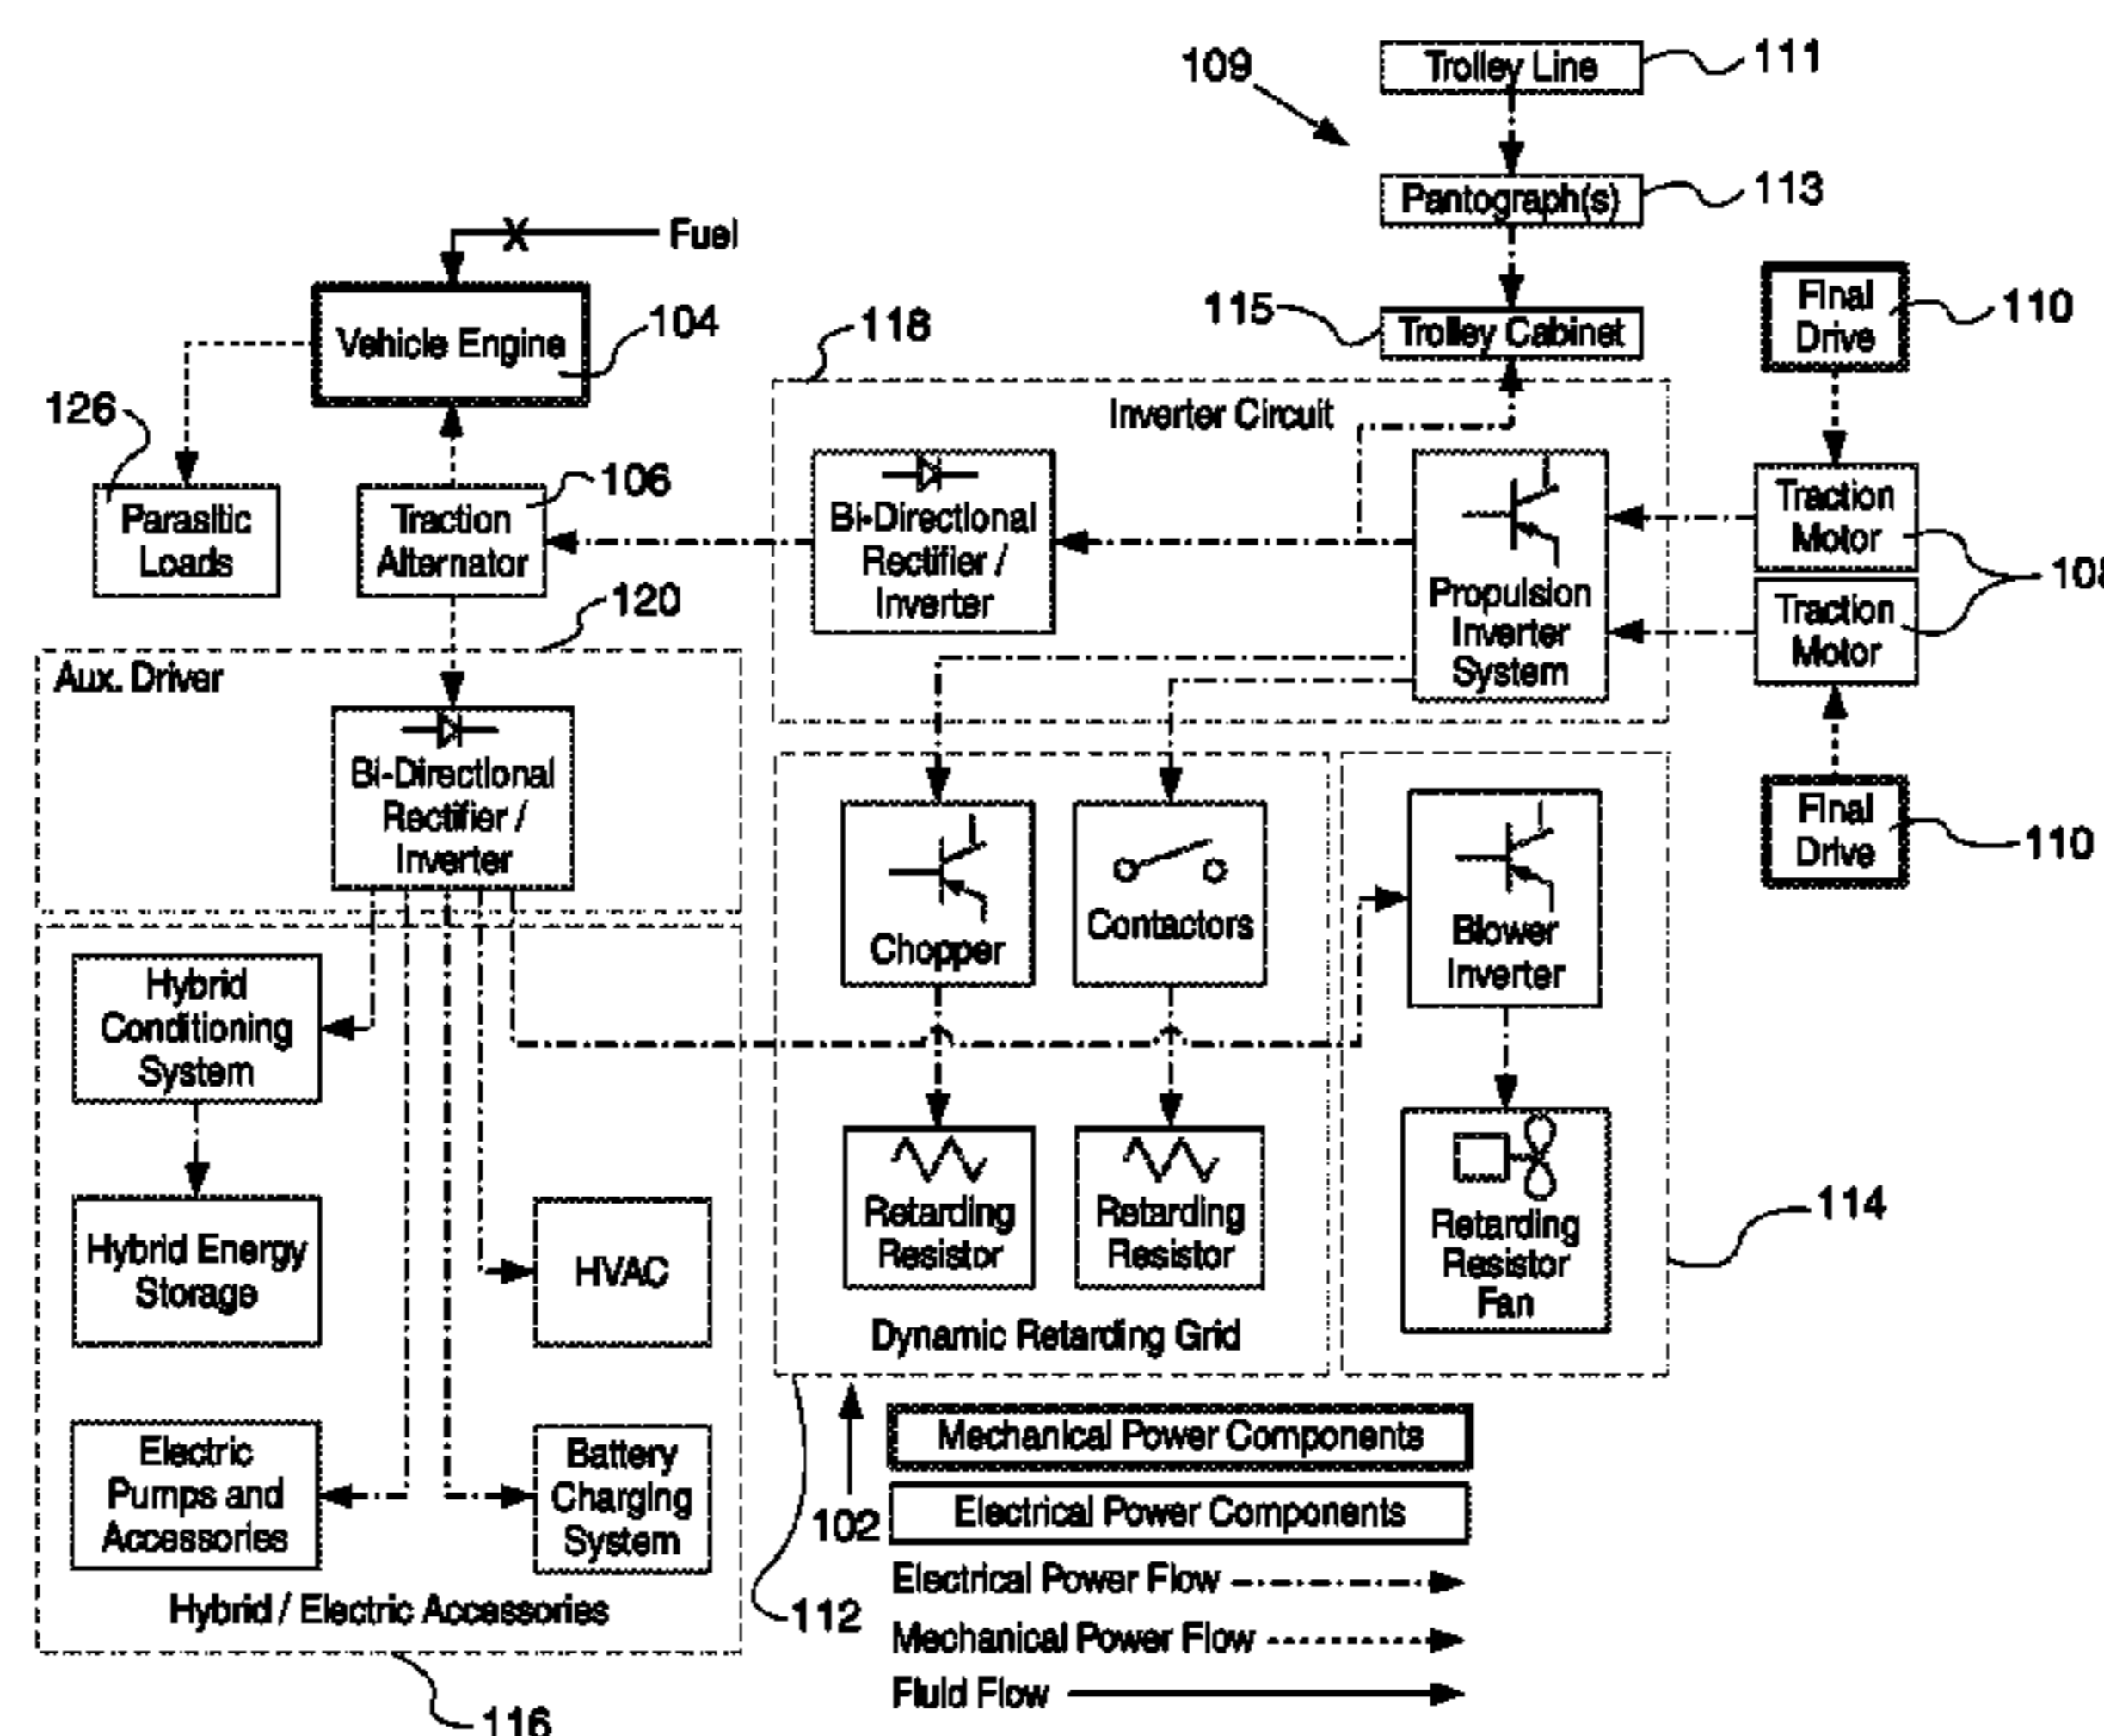 109
Trolley Line
111
Pantograph(s)
113
115
Trolley Cabinet
Fuel
Vehicle Engine
104
118
Final
Drive
110
126
Parasitic
Loads
106
Traction
Alternator
Inverter Circuit
Bi-Directional
Rectifier /
Inverter
Propulsion
Inverter
System
Traction
Motor
Traction
Motor
108
120
Aux. Driver
Bi-Directional
Rectifier /
Inverter
Final
Drive
110
Chopper
Contactors
Blower
Inverter
Hybrid
Conditioning
System
Hybrid Energy
Storage
HVAC
Retarding
Resistor
Retarding
Resistor
Retarding
Resistor
Fan
114
Dynamic Retarding Grid
Electric
Pumps and
Accessories
Battery
Charging
System
Hybrid / Electric Accessories
116
102
112
Mechanical Power Components
Electrical Power Components
Electrical Power Flow
Mechanical Power Flow
Fluid Flow